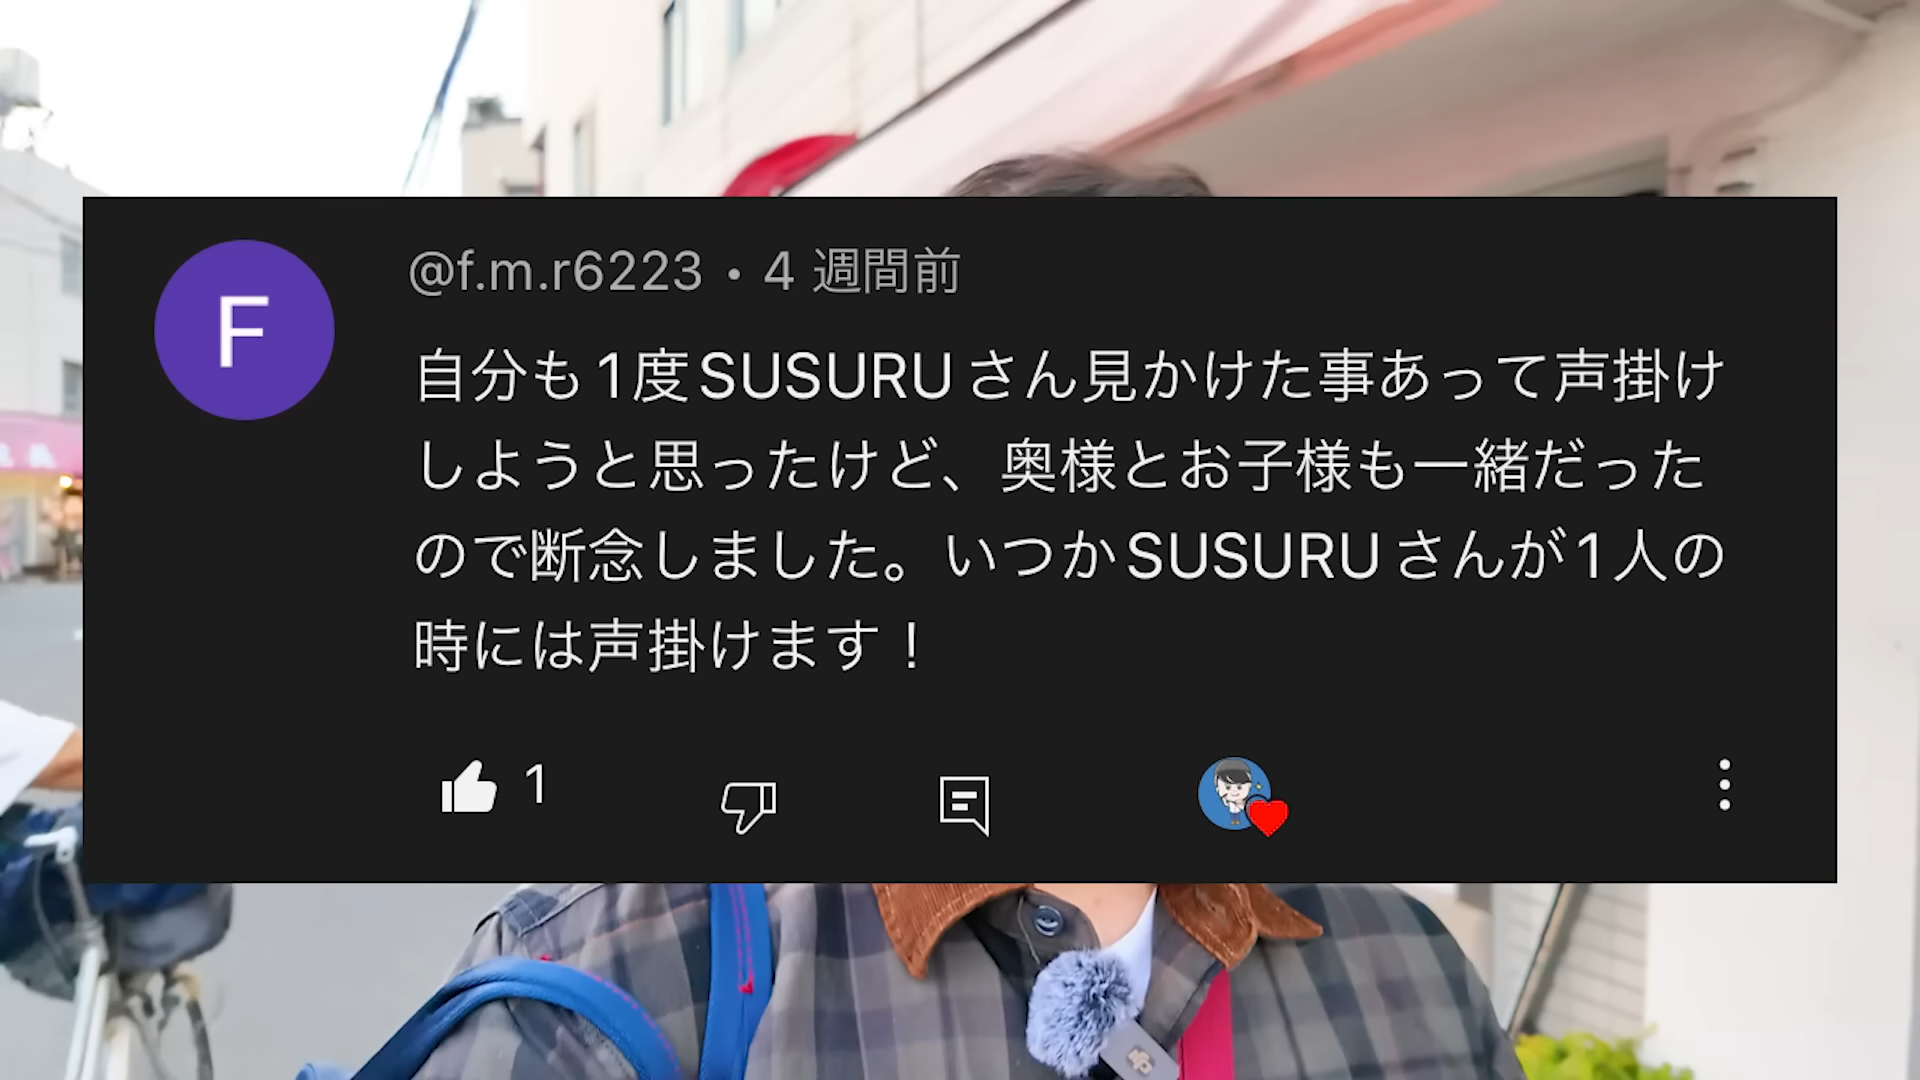 F
@f.m.r6223・4 週間前
自分も1度SUSURUさん見かけた事あって声掛け
しようと思ったけど、奥様とお子様も一緒だった
ので断念しました。いつかSUSURUさんが1人の
時には声掛けます！
1